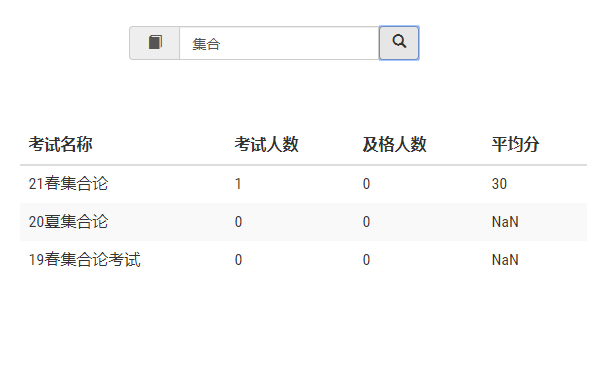 集合
考试名称 考试人数 及格人数 平均分
21春集合论 1 0 30
20夏集合论 0 0 NaN
19春集合论考试 0 0 NaN